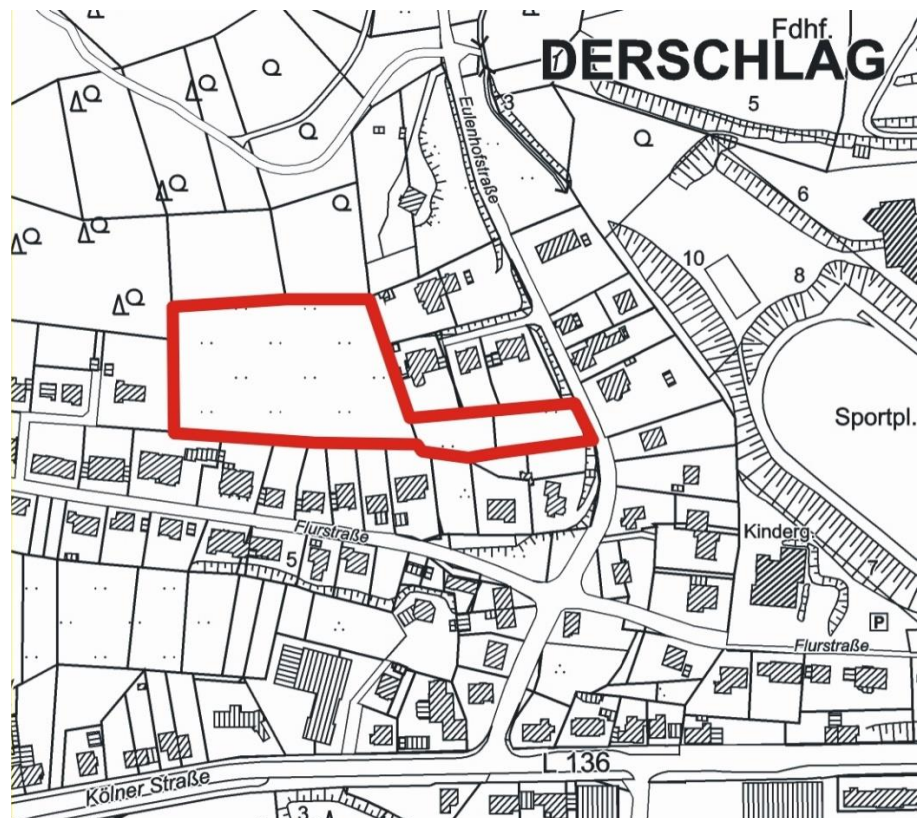 Fdhf.
DERSCHLAG
3
5
Eulenhofstraße
6
10
8
Sportpl.
Flurstraße
5
Kinderg.
7
P
Flurstraße
L 136
Kölner Straße
3